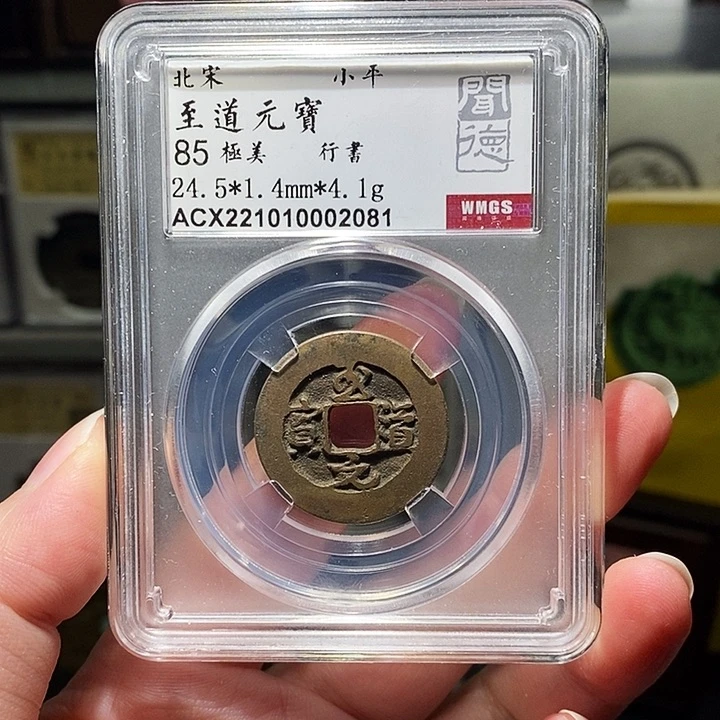 北宋 小平
至道元寶
85 極美 行書
24.5*1.4mm*4.1g
ACX221010002081
聞德
WMGS
至道元寶